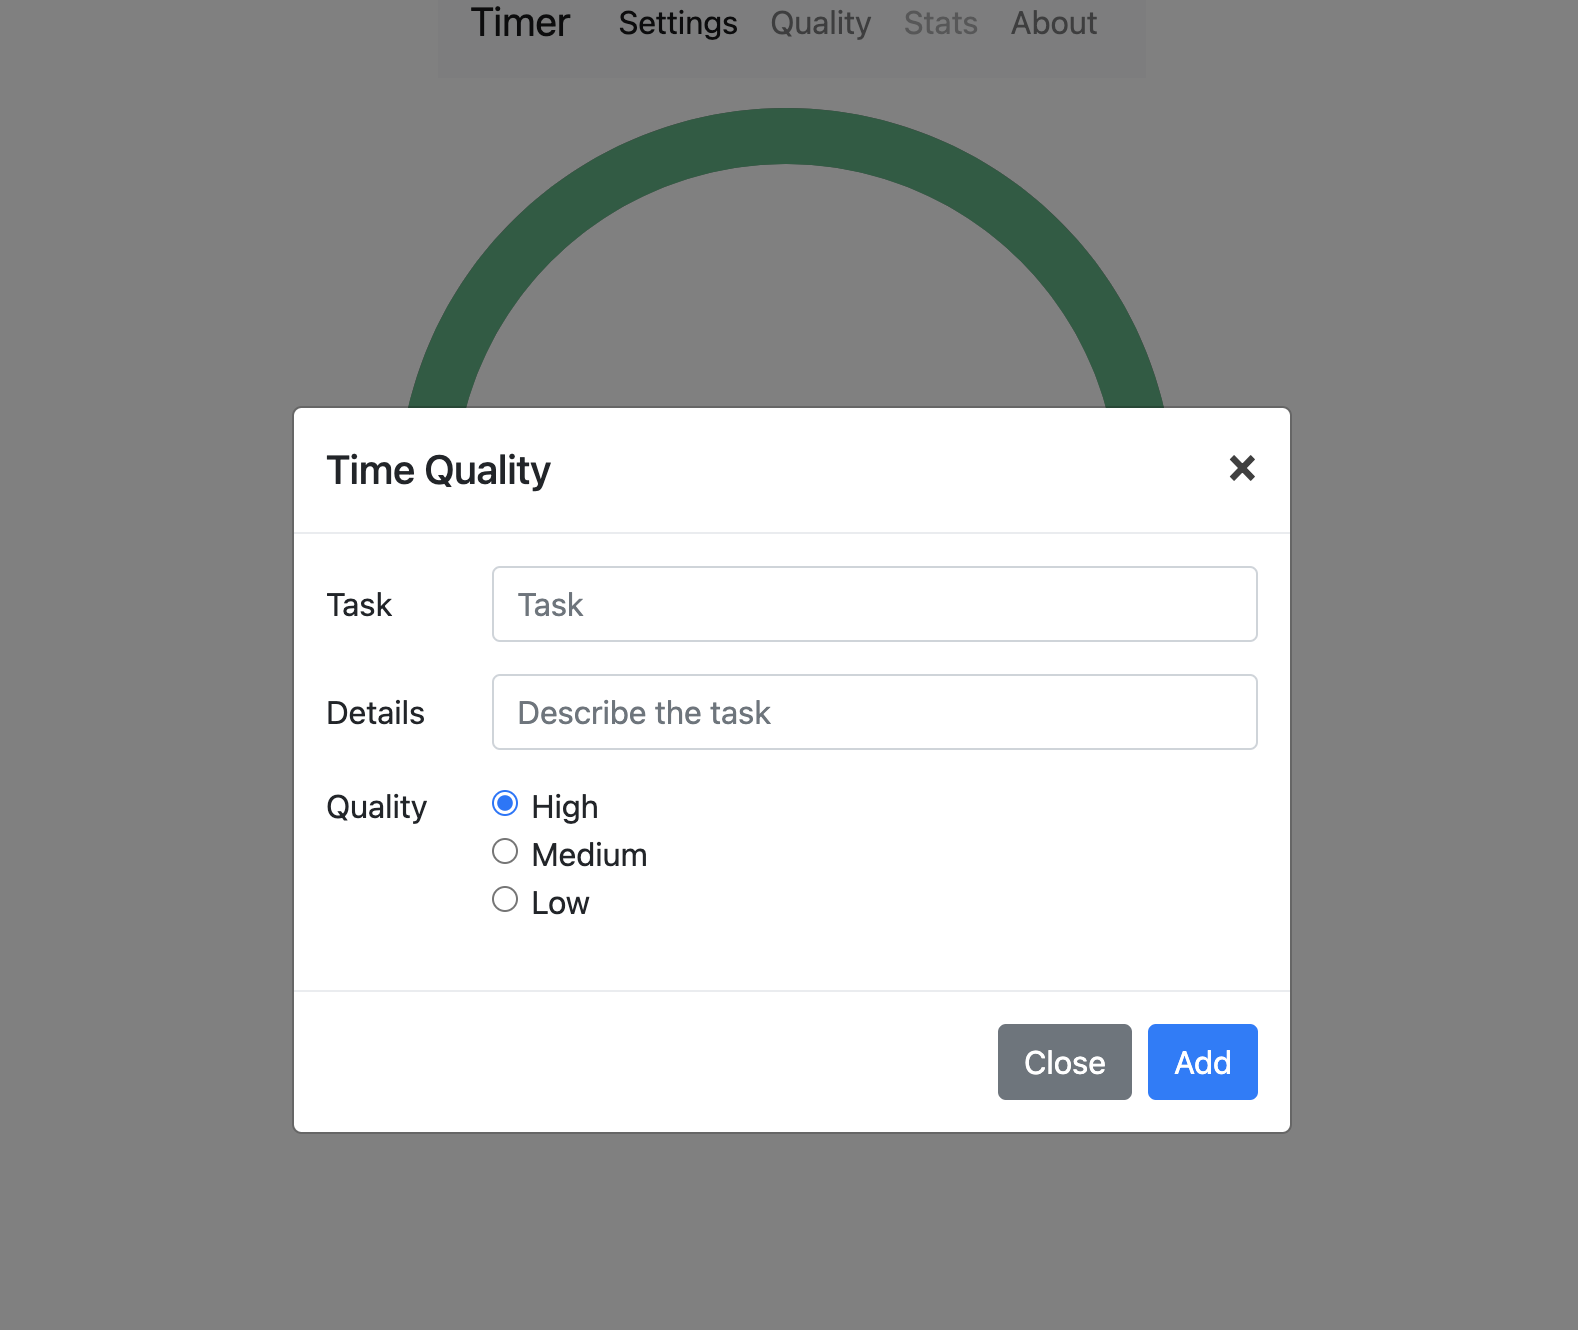 Timer Settings Quality Stats About
Time Quality
Task Task
Details Describe the task
Quality High
Medium
Low
Close Add